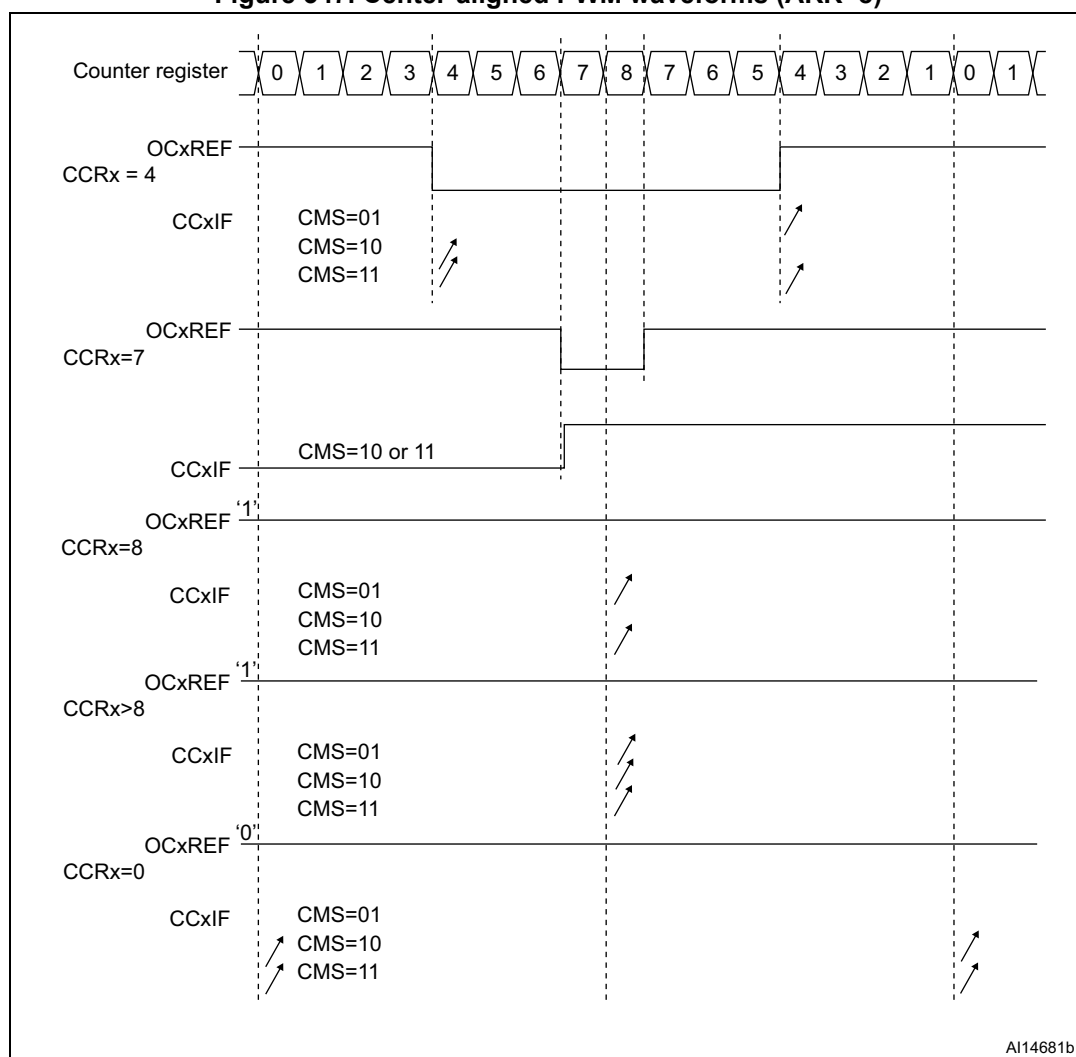 Figure 317. Center-aligned PWM waveforms (ARR=8)
Counter register 0 1 2 3 4 5 6 7 8 7 6 5 4 3 2 1 0 1
OCxREF
CCRx = 4
CCxIF CMS=01
CMS=10
CMS=11
OCxREF
CCRx=7
CMS=10 or 11
CCxIF
OCxREF '1'
CCRx=8
CCxIF CMS=01
CMS=10
CMS=11
OCxREF '1'
CCRx>8
CCxIF CMS=01
CMS=10
CMS=11
OCxREF '0'
CCRx=0
CCxIF CMS=01
CMS=10
CMS=11
AI14681b